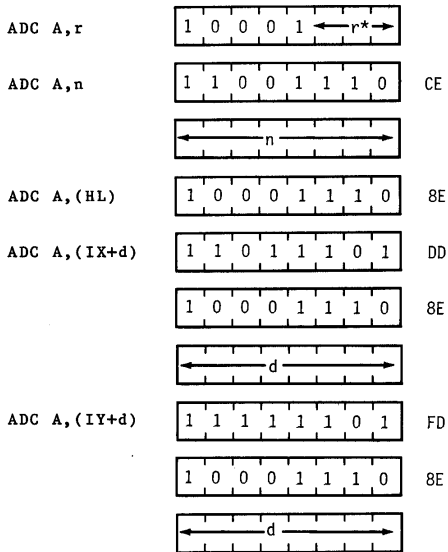 ADC A,r 1 0 0 0 1 r*
ADC A,n 1 1 0 0 1 1 1 0 CE
n
ADC A,(HL) 1 0 0 0 1 1 1 0 8E
ADC A,(IX+d) 1 1 0 1 1 1 0 1 DD
1 0 0 0 1 1 1 0 8E
d
ADC A,(IY+d) 1 1 1 1 1 1 0 1 FD
1 0 0 0 1 1 1 0 8E
d